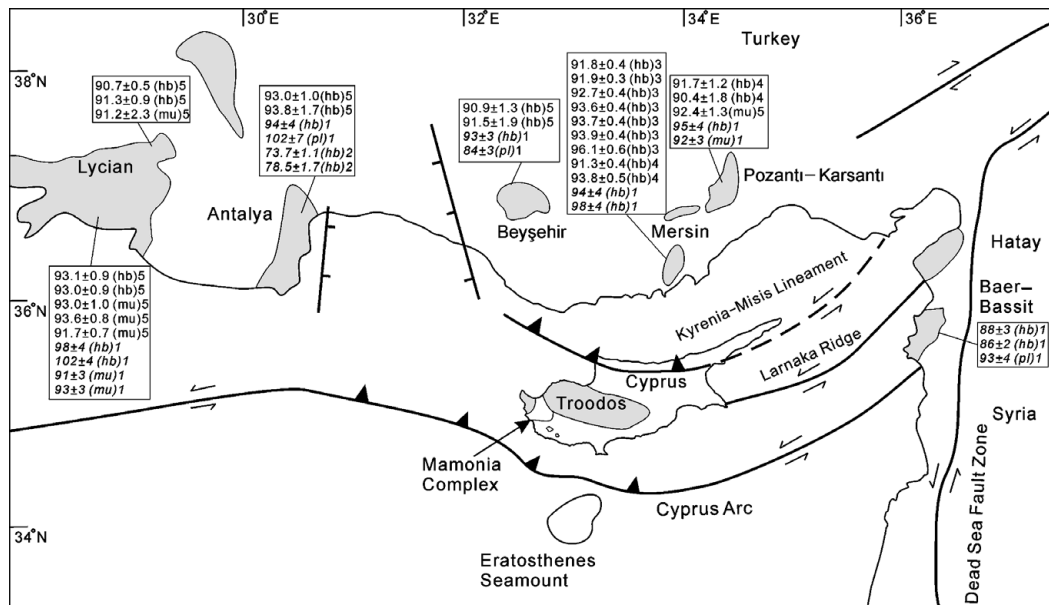 30°E
32°E
34°E
36°E
Turkey
38°N
90.7±0.5 (hb)5
91.3±0.9 (hb)5
91.2±2.3 (mu)5
93.0±1.0(hb)5
93.8±1.7(hb)5
94±4 (hb)1
102±7 (pl)1
73.7±1.1(hb)2
78.5±1.7(hb)2
90.9±1.3 (hb)5
91.5±1.9 (hb)5
93±3 (hb)1
84±3(pl)1
91.8±0.4 (hb)3
91.9±0.3 (hb)3
92.7±0.4(hb)3
93.6±0.4(hb)3
93.7±0.4(hb)3
93.9±0.4(hb)3
96.1±0.6(hb)3
91.3±0.4(hb)4
93.8±0.5(hb)4
94±4 (hb)1
98±4 (hb)1
91.7±1.2 (hb)4
90.4±1.8 (hb)4
92.4±1.3(mu)5
95±4 (hb)1
92±3 (mu)1
Lycian
Antalya
Beyşehir
Mersin
Pozantı–Karsantı
Hatay
Baer–
Bassit
36°N
93.1±0.9 (hb)5
93.0±0.9 (hb)5
93.0±1.0 (mu)5
93.6±0.8 (mu)5
91.7±0.7 (mu)5
98±4 (hb)1
102±4 (hb)1
91±3 (mu)1
93±3 (mu)1
Kyrenia–Misis Lineament
Larnaka Ridge
88±3 (hb)1
86±2 (hb)1
93±4 (pl)1
Cyprus
Troodos
Syria
Mamonia
Complex
Cyprus Arc
34°N
Eratosthenes
Seamount
Dead Sea Fault Zone